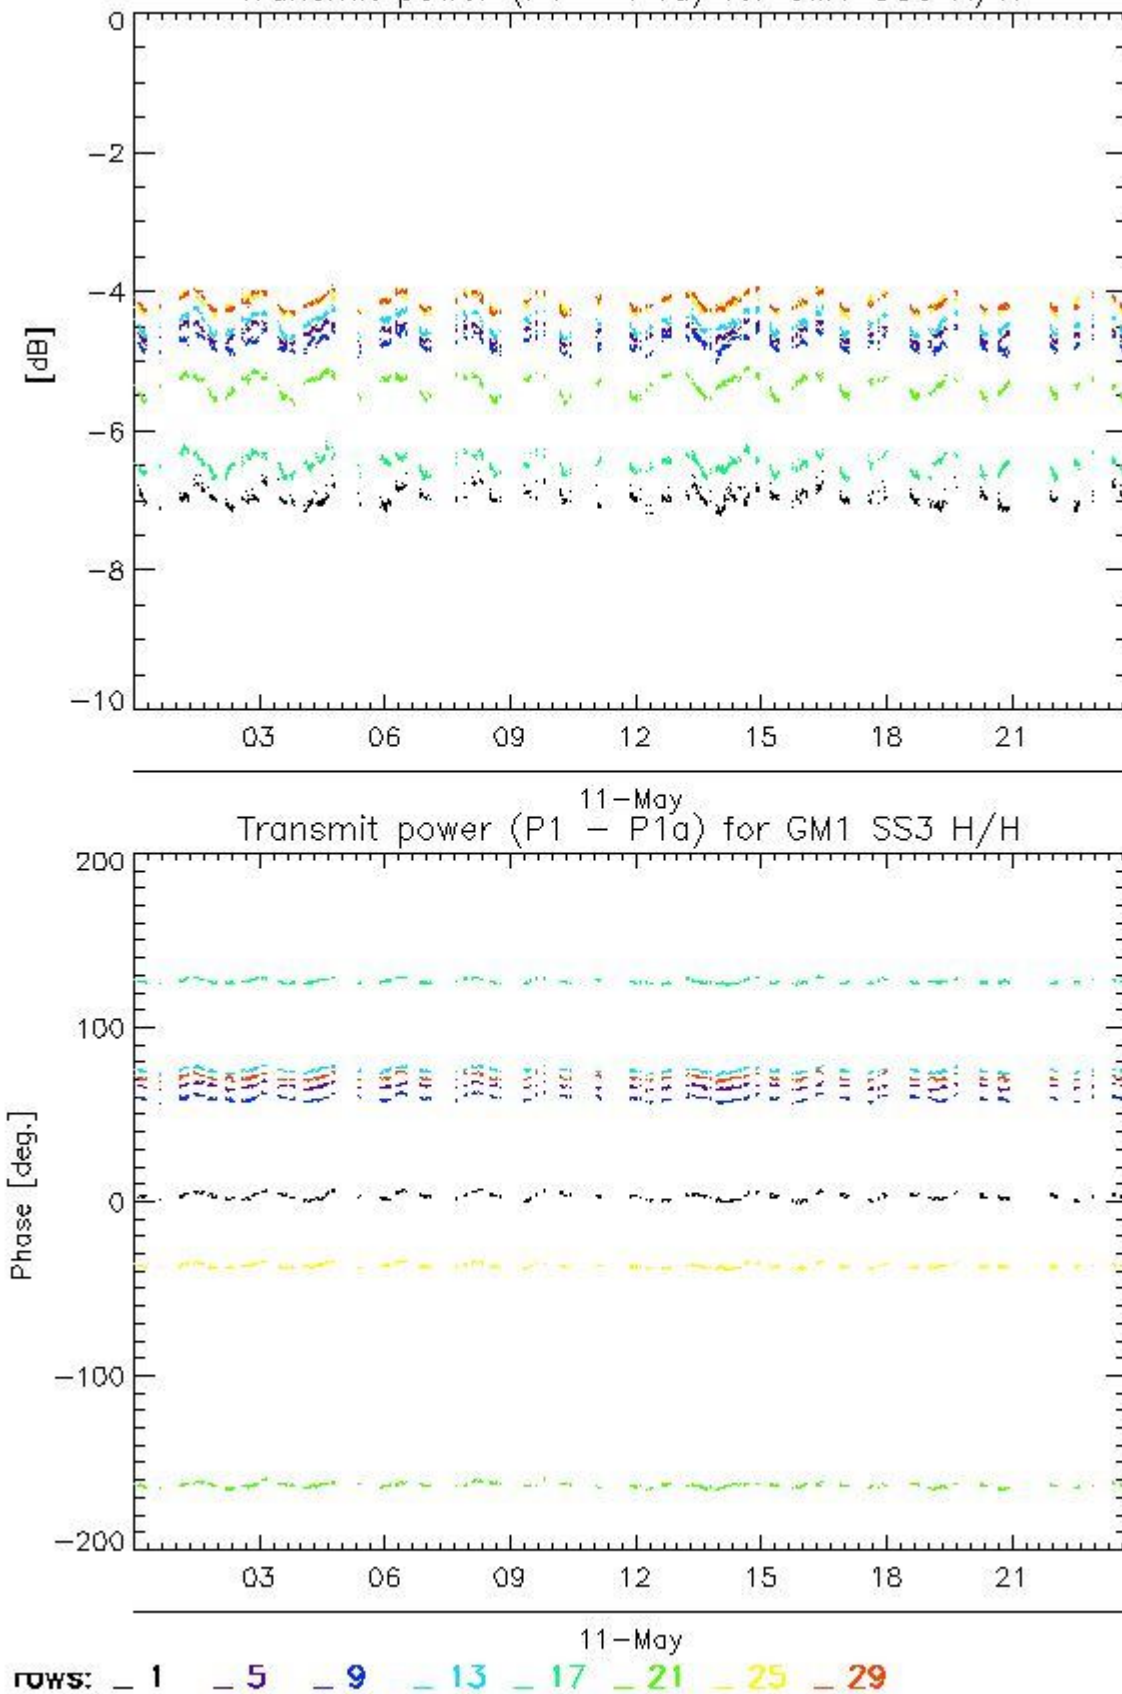 0
-2
-4
[dB]
-6
-8
-10
03 06 09 12 15 18 21
11-May
Transmit power (P1 - P1a) for GM1 SS3 H/H
200
100
Phase [deg.]
0
-100
-200
03 06 09 12 15 18 21
11-May
rows: _ 1 _ 5 _ 9 _ 13 _ 17 _ 21 _ 25 _ 29